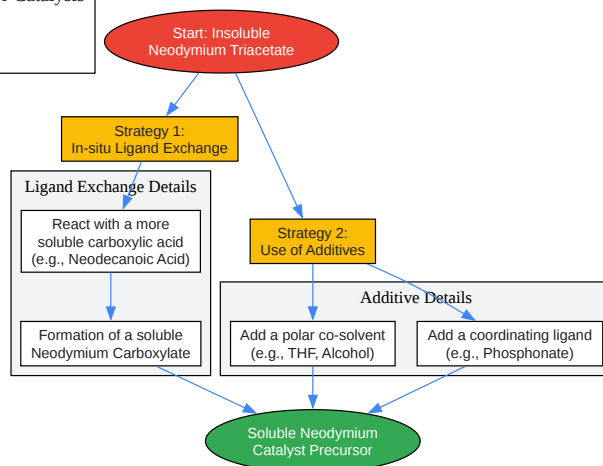 Catalysis
Start: Insoluble
Neodymium Triacetate
Strategy 1:
In-situ Ligand Exchange
Ligand Exchange Details
React with a more
soluble carboxylic acid
(e.g., Neodecanoic Acid)
Strategy 2:
Use of Additives
Additive Details
Formation of a soluble
Neodymium Carboxylate
Add a polar co-solvent
(e.g., THF, Alcohol)
Add a coordinating ligand
(e.g., Phosphonate)
Soluble Neodymium
Catalyst Precursor